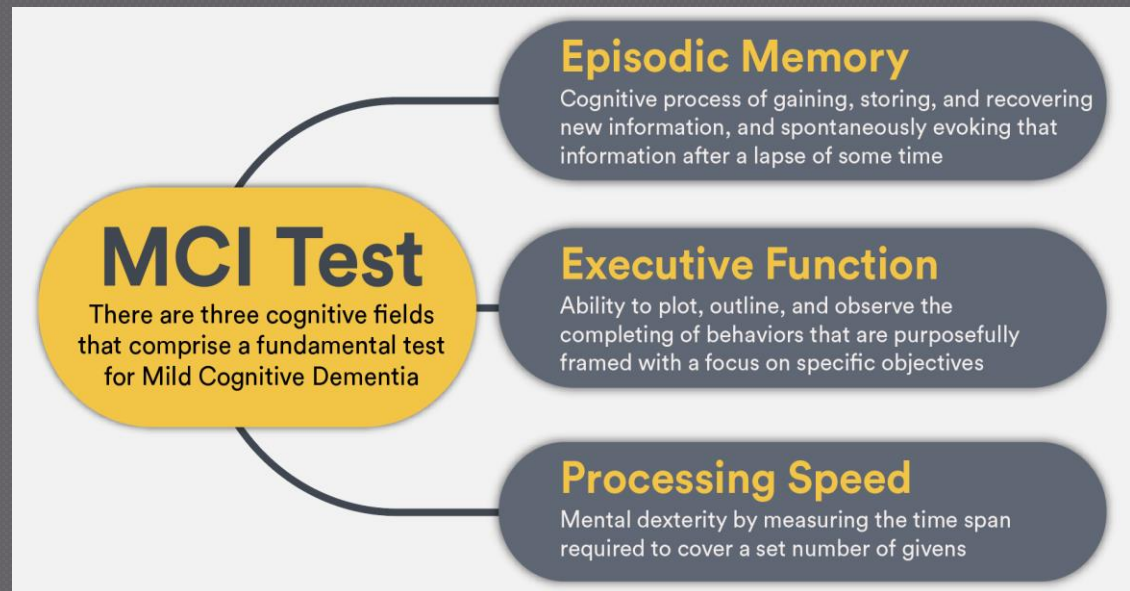 MCI Test
There are three cognitive fields
that comprise a fundamental test
for Mild Cognitive Dementia
Episodic Memory
Cognitive process of gaining, storing, and recovering
new information, and spontaneously evoking that
information after a lapse of some time
Executive Function
Ability to plot, outline, and observe the
completing of behaviors that are purposefully
framed with a focus on specific objectives
Processing Speed
Mental dexterity by measuring the time span
required to cover a set number of givens